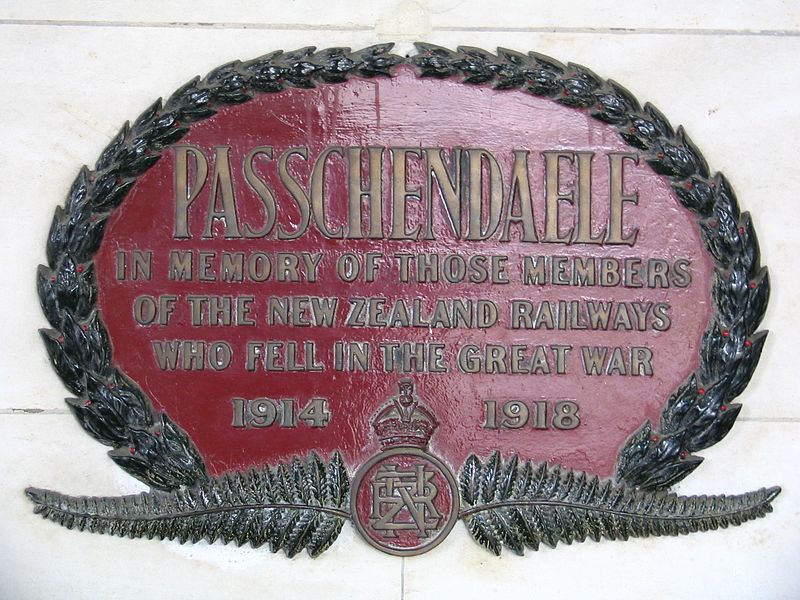 PASSCHENDAELE
IN MEMORY OF THOSE MEMBERS
OF THE NEW ZEALAND RAILWAYS
WHO FELL IN THE GREAT WAR
1914 1918